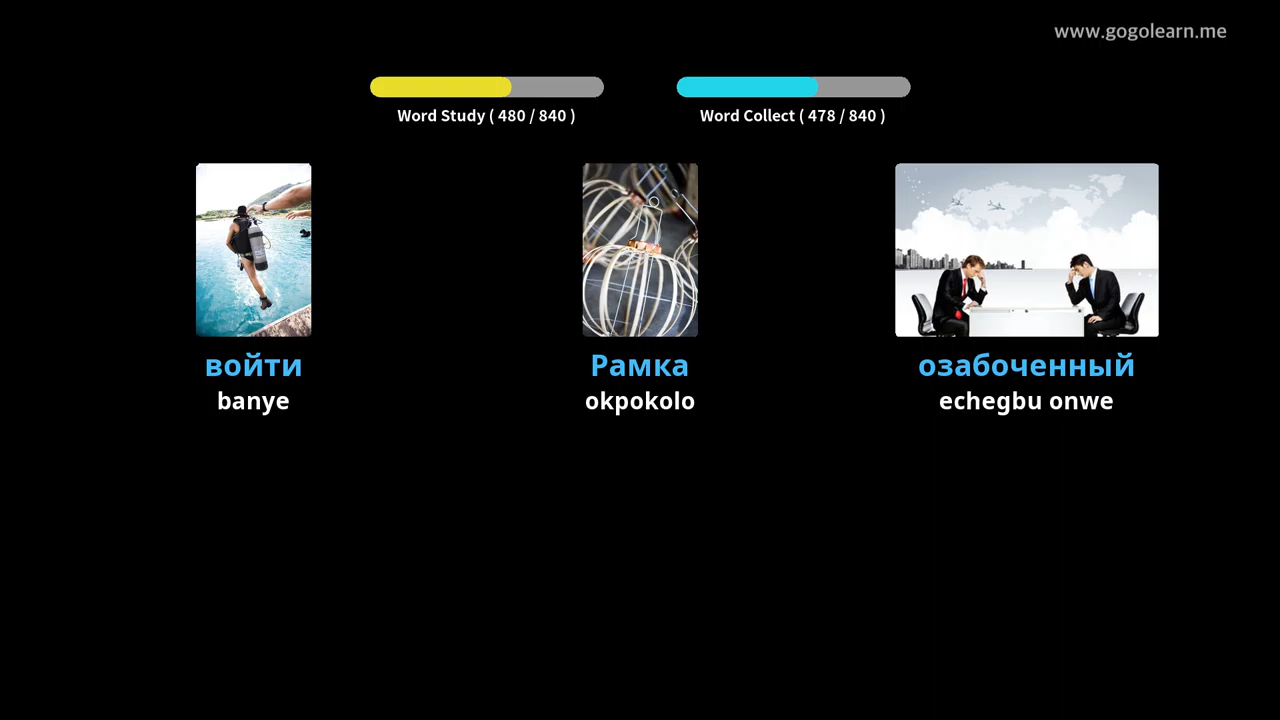 www.gogolearn.me
Word Study ( 480 / 840 )
Word Collect ( 478 / 840 )
войти
banye
Рамка
okpokolo
озабоченный
echegbu onwe